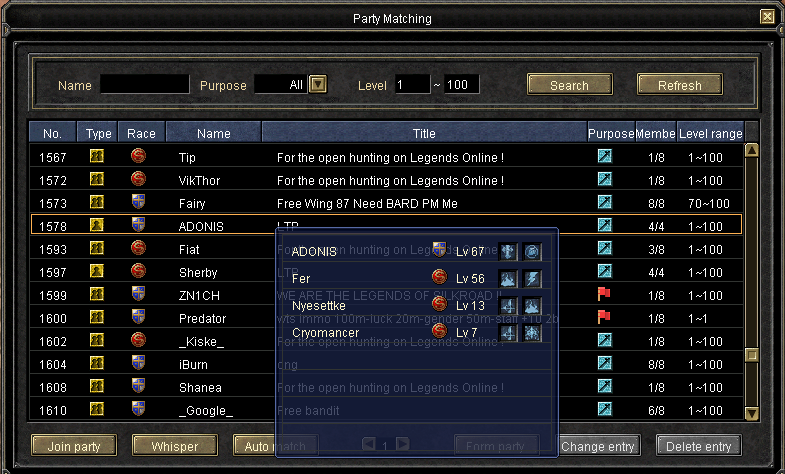 Party Matching
Name Purpose All Level 1 ~ 100 Search Refresh
No. Type Race Name Title Purpose Membe Level range
1567 Tip For the open hunting on Legends Online ! 1/8 1~100
1572 VikThor For the open hunting on Legends Online ! 1/8 1~100
1573 Fairy Free Wing 87 Need BARD PM Me 8/8 70~100
1578 ADONIS LTP 4/4 1~100
1593 Fiat For the open hunting on Legends Online ! 3/8 1~100
ADONIS Lv 67
1597 Sherby LTP 4/4 1~100
Fer Lv 56
1599 ZN1CH WE ARE THE LEGENDS OF SILKROAD !! 1/8 1~100
Nyesettke Lv 13
1600 Predator wts immo 100m-luck 20m-gender 50m-staff +10 2b 1/8 1~1
Cryomancer Lv 7
1602 _Kiske_ For the open hunting on Legends Online ! 1/8 1~100
1604 iBurn ong 8/8 1~100
1608 Shanea For the open hunting on Legends Online ! 1/8 1~100
1610 _Google_ Free bandit 6/8 1~100
Join party Whisper Auto match 1 Form party Change entry Delete entry